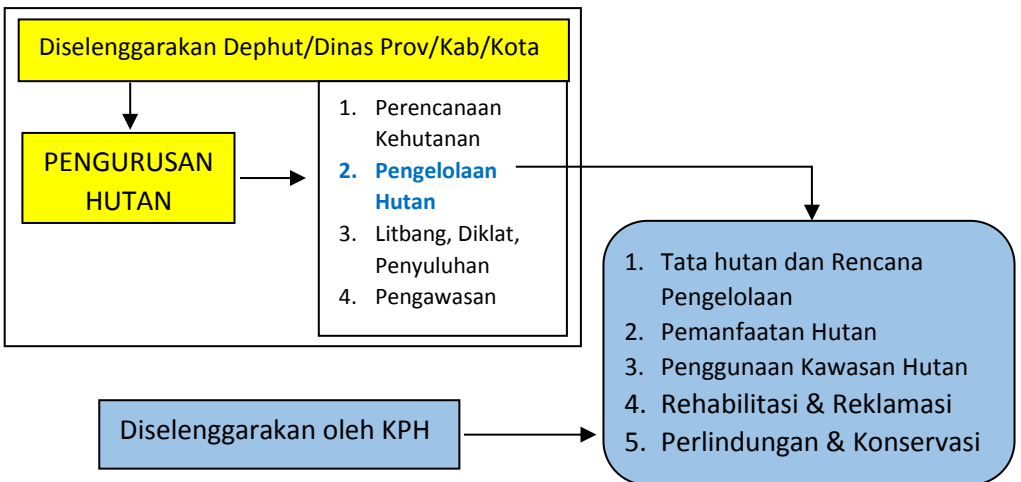 Diselenggarakan Dephut/Dinas Prov/Kab/Kota
PENGURUSAN
HUTAN
1. Perencanaan
Kehutanan
2. Pengelolaan
Hutan
3. Litbang, Diklat,
Penyuluhan
4. Pengawasan
1. Tata hutan dan Rencana
Pengelolaan
2. Pemanfaatan Hutan
3. Penggunaan Kawasan Hutan
4. Rehabilitasi & Reklamasi
5. Perlindungan & Konservasi
Diselenggarakan oleh KPH